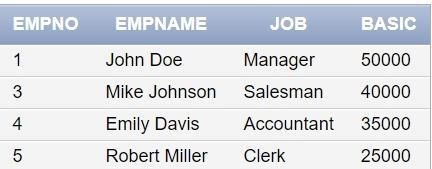 EMPNO EMPNAME JOB BASIC
1 John Doe Manager 50000
3 Mike Johnson Salesman 40000
4 Emily Davis Accountant 35000
5 Robert Miller Clerk 25000